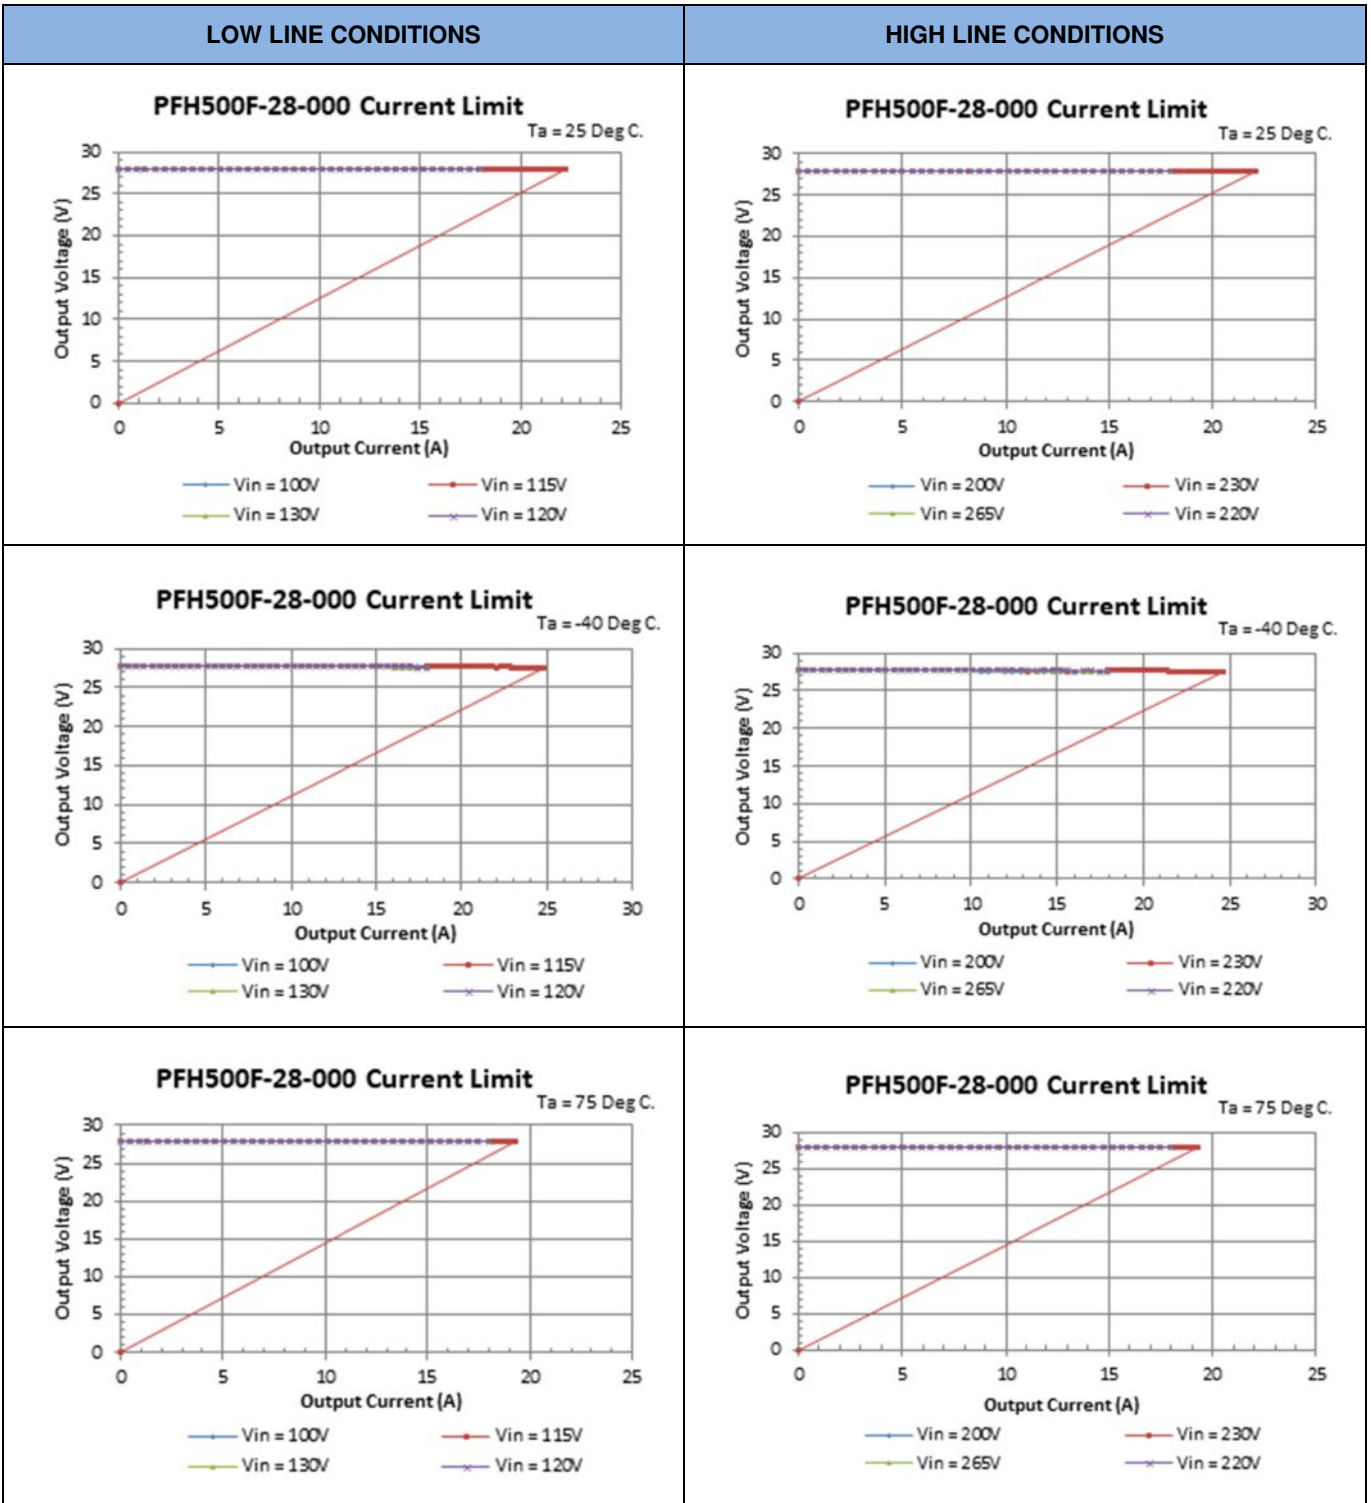 LOW LINE CONDITIONS
HIGH LINE CONDITIONS
PFH500F-28-000 Current Limit
Ta = 25 Deg C.
Output Voltage (V)
30
25
20
15
10
5
0
0 5 10 15 20 25
Output Current (A)
Vin = 100V Vin = 115V
Vin = 130V Vin = 120V
PFH500F-28-000 Current Limit
Ta = 25 Deg C.
Output Voltage (V)
30
25
20
15
10
5
0
0 5 10 15 20 25
Output Current (A)
Vin = 200V Vin = 230V
Vin = 265V Vin = 220V
PFH500F-28-000 Current Limit
Ta = -40 Deg C.
Output Voltage (V)
30
25
20
15
10
5
0
0 5 10 15 20 25 30
Output Current (A)
Vin = 100V Vin = 115V
Vin = 130V Vin = 120V
PFH500F-28-000 Current Limit
Ta = -40 Deg C.
Output Voltage (V)
30
25
20
15
10
5
0
0 5 10 15 20 25 30
Output Current (A)
Vin = 200V Vin = 230V
Vin = 265V Vin = 220V
PFH500F-28-000 Current Limit
Ta = 75 Deg C.
Output Voltage (V)
30
25
20
15
10
5
0
0 5 10 15 20 25
Output Current (A)
Vin = 100V Vin = 115V
Vin = 130V Vin = 120V
PFH500F-28-000 Current Limit
Ta = 75 Deg C.
Output Voltage (V)
30
25
20
15
10
5
0
0 5 10 15 20 25
Output Current (A)
Vin = 200V Vin = 230V
Vin = 265V Vin = 220V